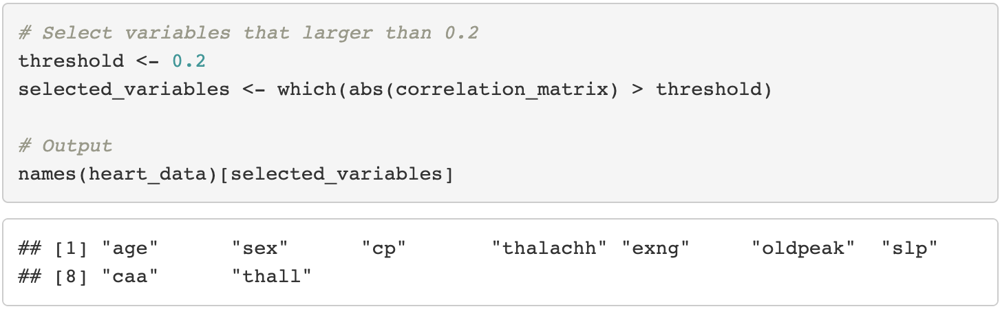 # Select variables that larger than 0.2
threshold <- 0.2
selected_variables <- which(abs(correlation_matrix) > threshold)
# Output
names(heart_data)[selected_variables]
## [1] "age"      "sex"      "cp"       "thalachh" "exng"     "oldpeak"  "slp"
## [8] "caa"      "thall"